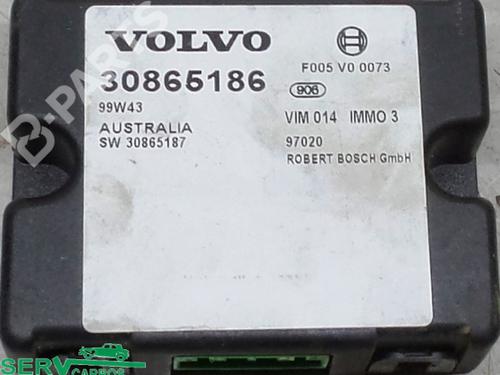 VOLVO
30865186
99W43
AUSTRALIA
SW 30865187
F005 V0 0073
906
VIM 014 IMMO 3
97020
ROBERT BOSCH GmbH
B-PARTS
SERV
CARBOR